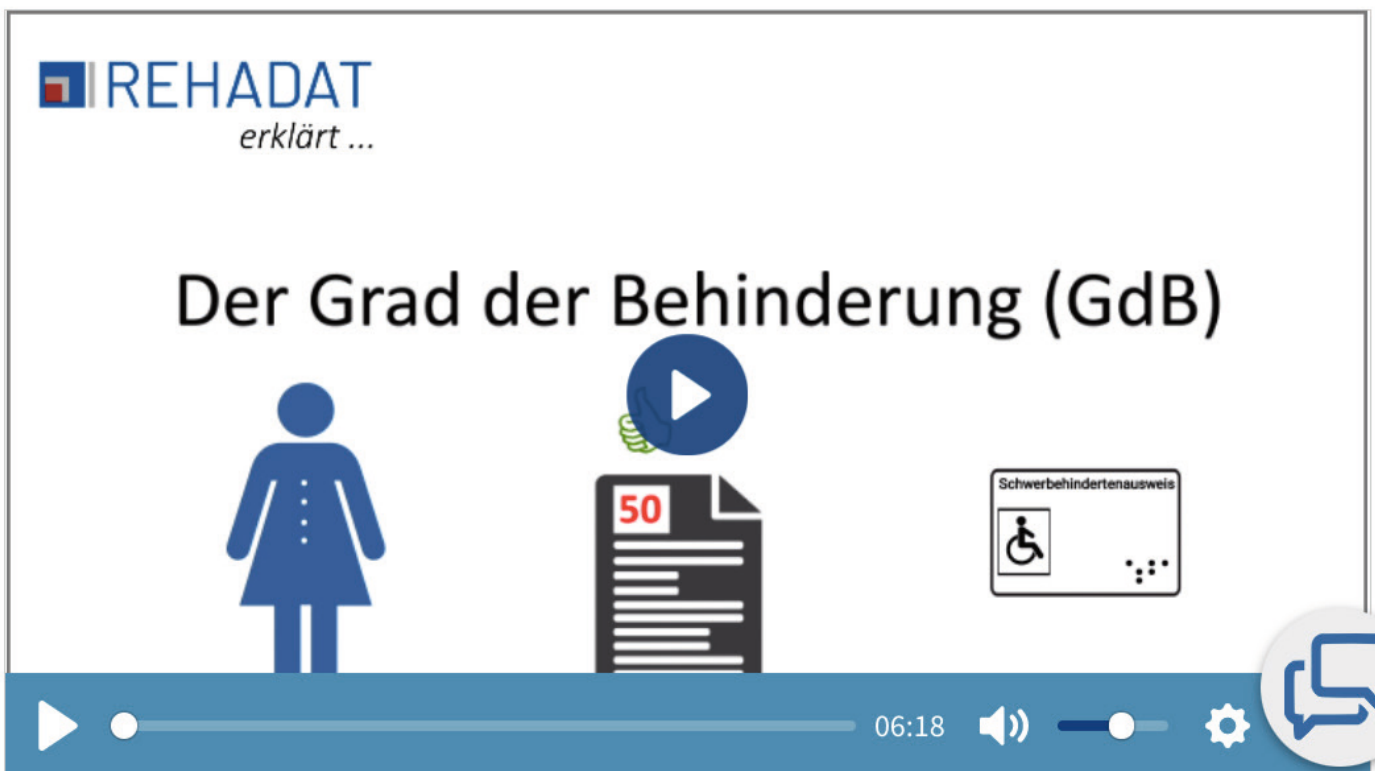 REHADAT
erklärt ...
Der Grad der Behinderung (GdB)
50
Schwerbehindertenausweis
06:18